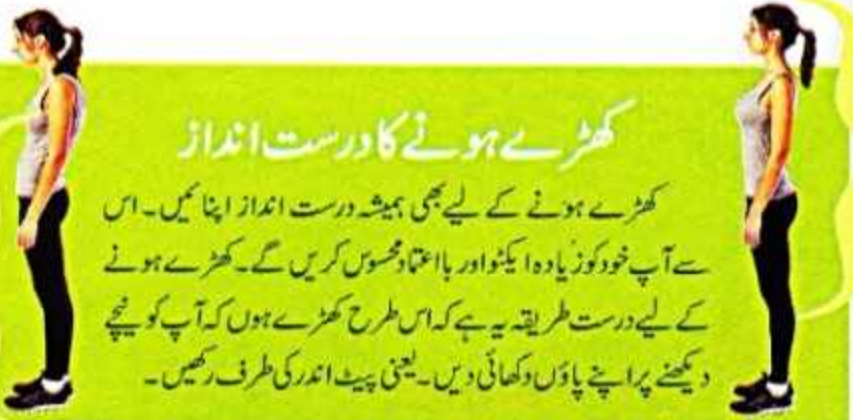 کھڑے ہونے کا درست انداز
کھڑے ہونے کے لیے بھی ہمیشہ درست انداز اپنائیں۔ اس
سے آپ خود کو زیادہ ایکٹو اور بااعتماد محسوس کریں گے۔ کھڑے ہونے
کے لیے درست طریقہ یہ ہے کہ اس طرح کھڑے ہوں کہ آپ کو نیچے
دیکھنے پر اپنے پاؤں دکھائی دیں۔ یعنی پیٹ اندر کی طرف رکھیں۔